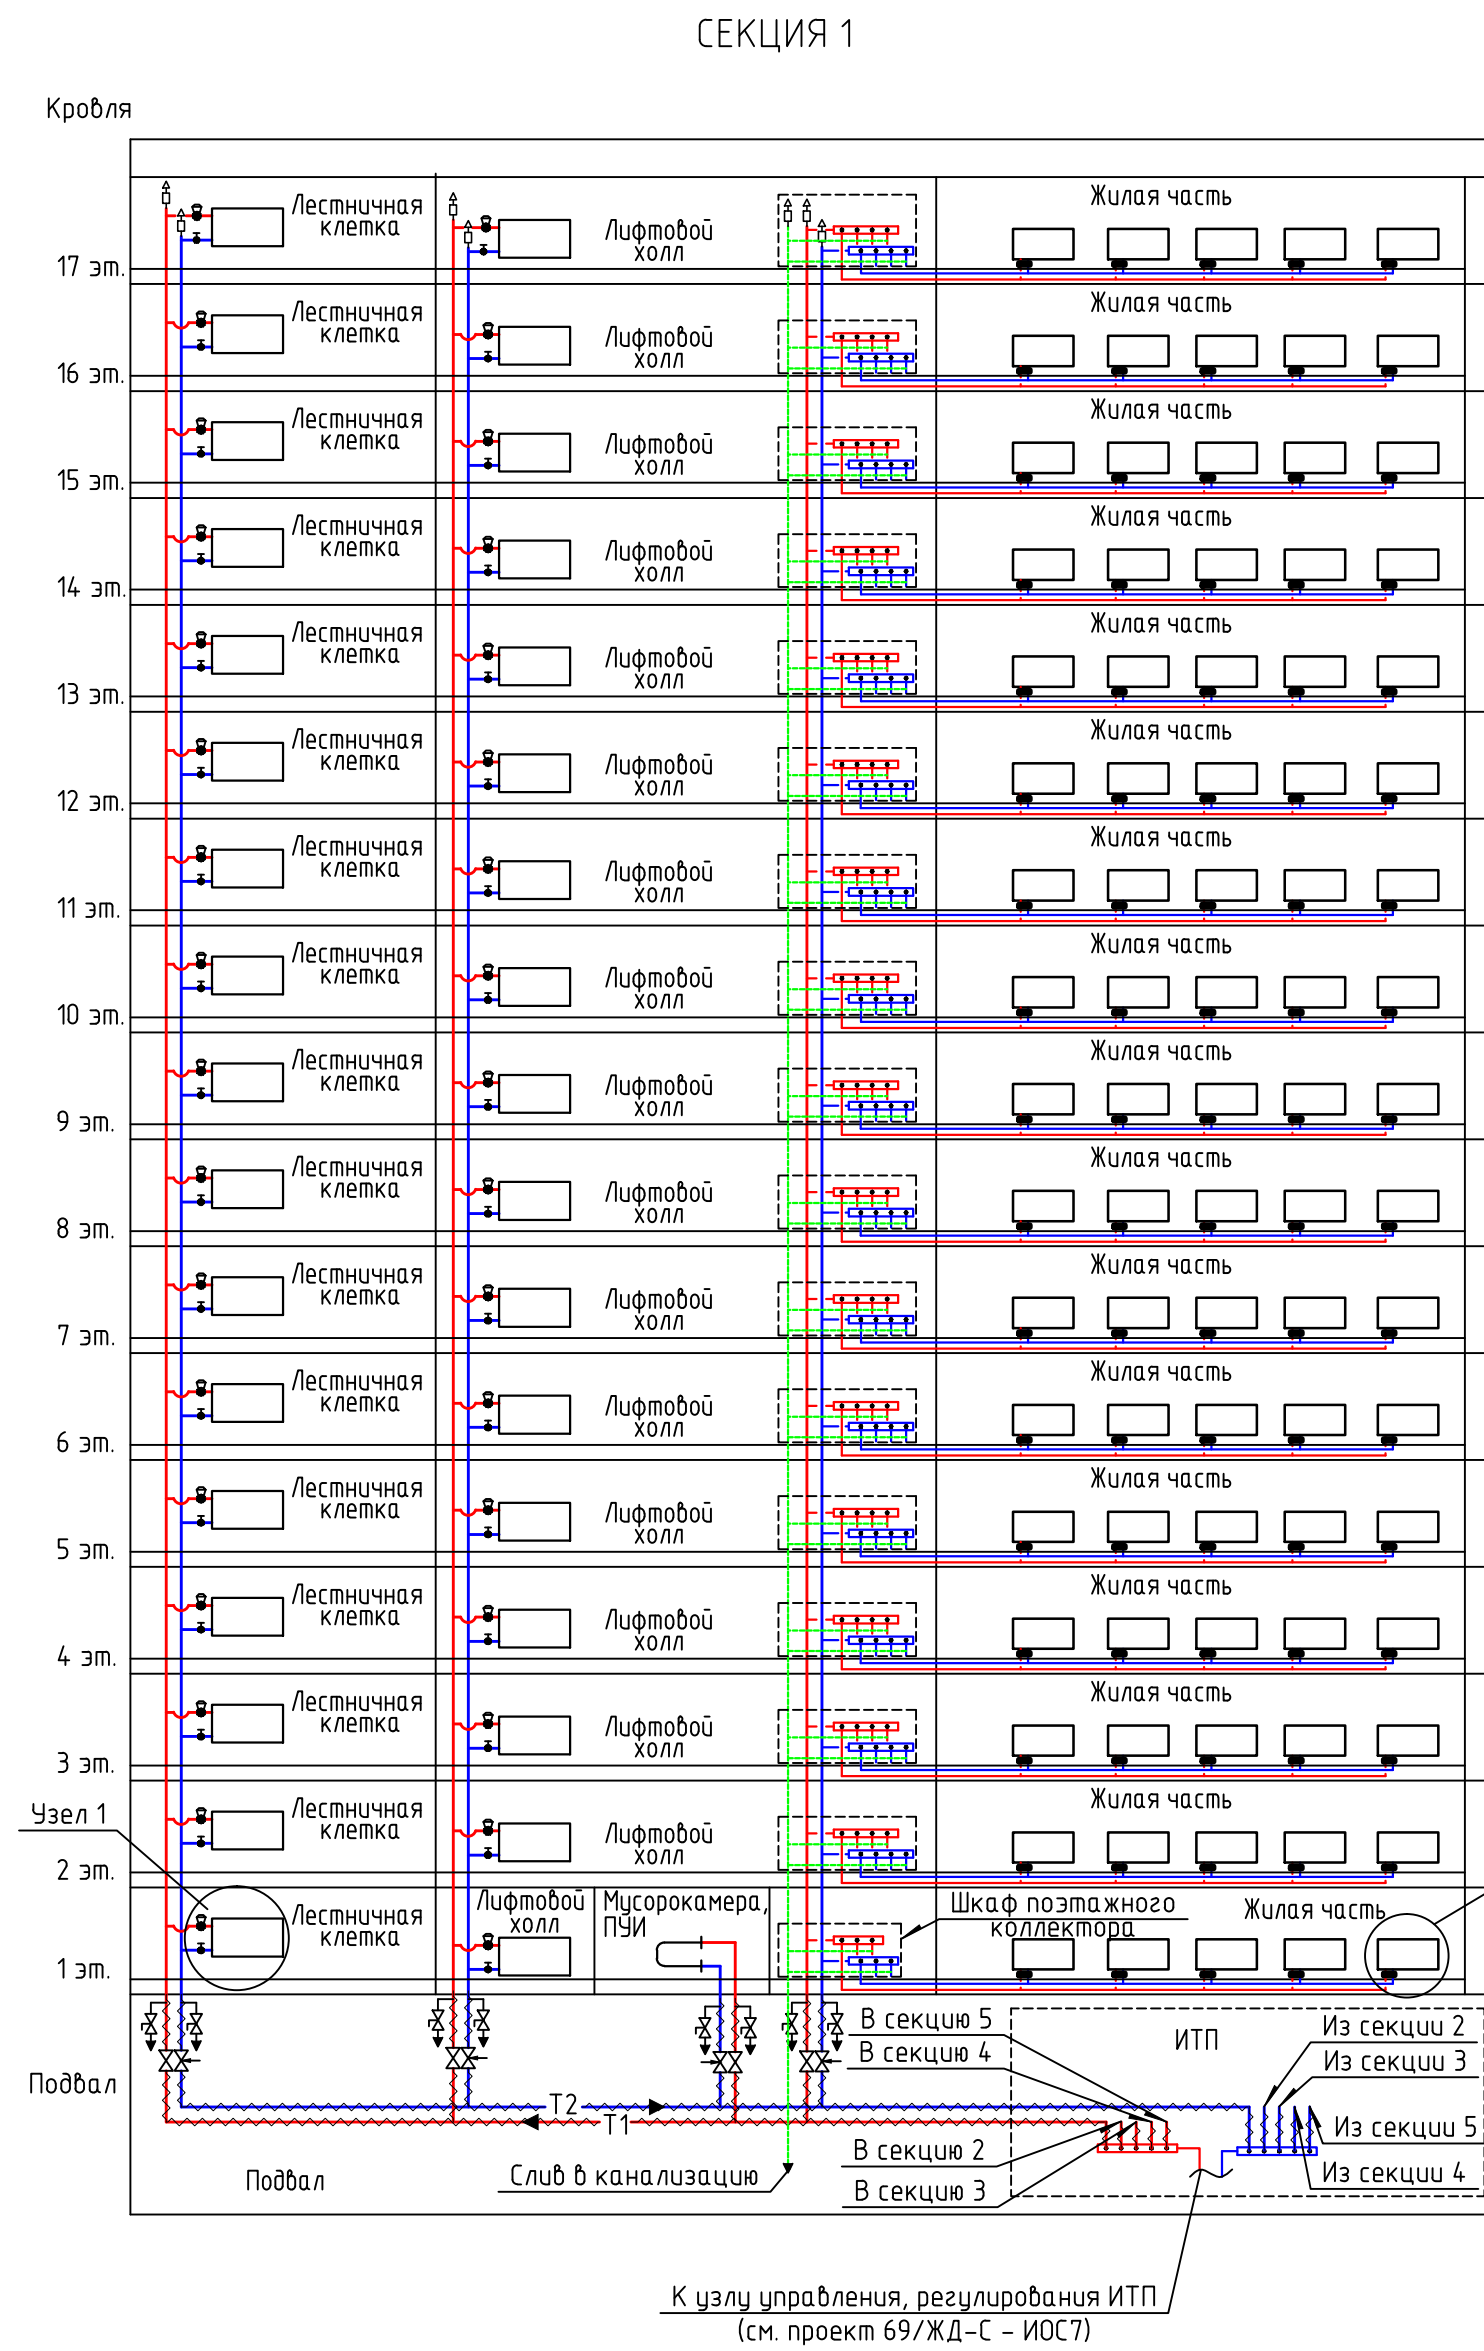 СЕКЦИЯ 1
Кровля
Лестничная
клетка
Лифтовой
холл
Жилая часть
17 эт.
Лестничная
клетка
Лифтовой
холл
Жилая часть
16 эт.
Лестничная
клетка
Лифтовой
холл
Жилая часть
15 эт.
Лестничная
клетка
Лифтовой
холл
Жилая часть
14 эт.
Лестничная
клетка
Лифтовой
холл
Жилая часть
13 эт.
Лестничная
клетка
Лифтовой
холл
Жилая часть
12 эт.
Лестничная
клетка
Лифтовой
холл
Жилая часть
11 эт.
Лестничная
клетка
Лифтовой
холл
Жилая часть
10 эт.
Лестничная
клетка
Лифтовой
холл
Жилая часть
9 эт.
Лестничная
клетка
Лифтовой
холл
Жилая часть
8 эт.
Лестничная
клетка
Лифтовой
холл
Жилая часть
7 эт.
Лестничная
клетка
Лифтовой
холл
Жилая часть
6 эт.
Лестничная
клетка
Лифтовой
холл
Жилая часть
5 эт.
Лестничная
клетка
Лифтовой
холл
Жилая часть
4 эт.
Лестничная
клетка
Лифтовой
холл
Жилая часть
3 эт.
Узел 1
Лестничная
клетка
Лифтовой
холл
Жилая часть
2 эт.
Лестничная
клетка
Лифтовой
холл
Мусорокамера,
ПУИ
Шкаф поэтажного
коллектора
Жилая часть
1 эт.
В секцию 5
В секцию 4
ИТП
Из секции 2
Из секции 3
Подвал
Т2
Т1
В секцию 2
В секцию 3
Из секции 5
Из секции 4
Подвал
Слив в канализацию
К узлу управления, регулирования ИТП
(см. проект 69/ЖД-С - ИОС7)